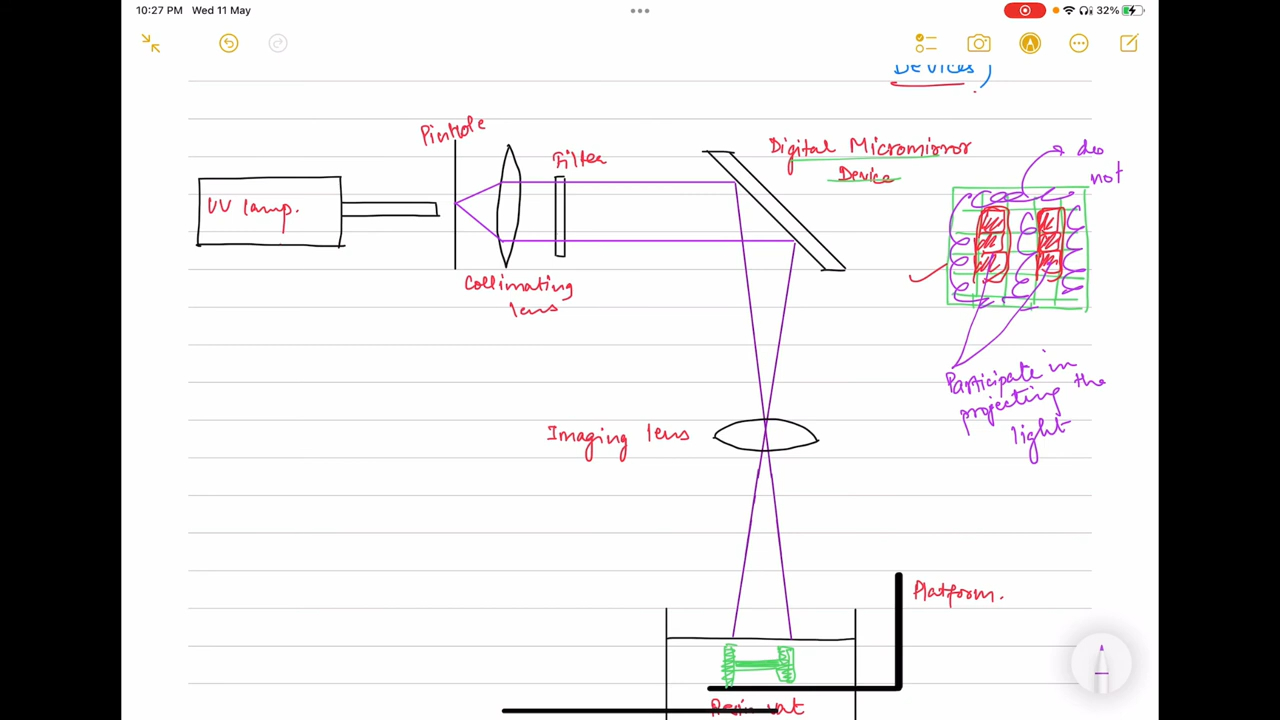 10:27 PM Wed 11 May
32%
Devices)
Pinhole
Filter
Digital Micromirror
Device
do
not
UV lamp.
Collimating
lens
Participate in
projecting the
light
Imaging lens
Platform.
Resin vat